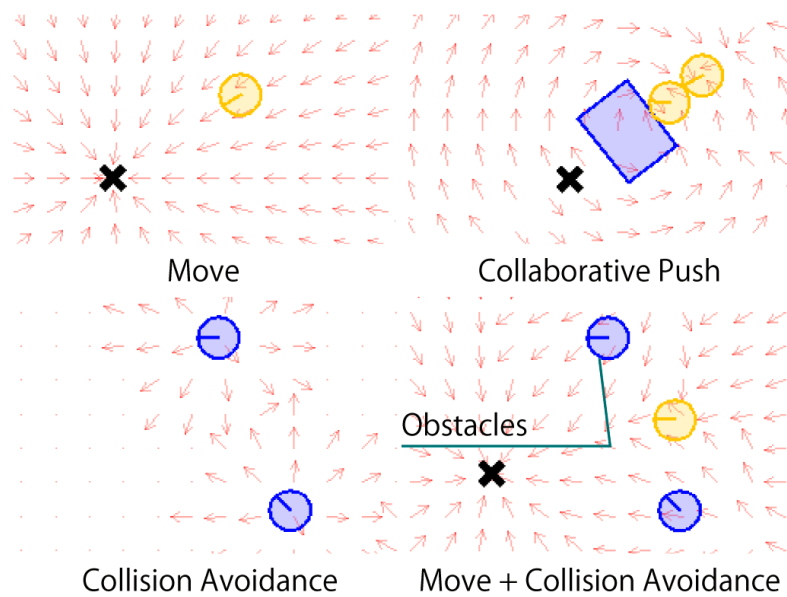 Move
Collaborative Push
Obstacles
Collision Avoidance
Move + Collision Avoidance